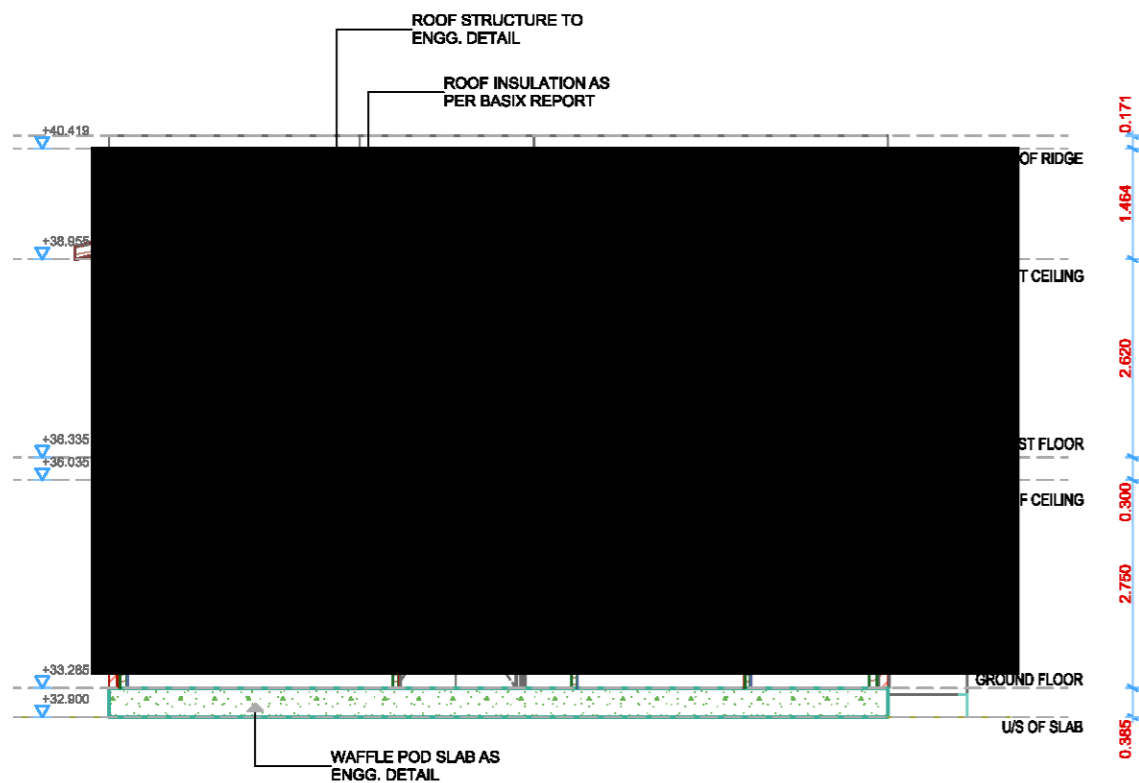 ROOF STRUCTURE TO
ENGG. DETAIL
ROOF INSULATION AS
PER BASIX REPORT
+40.419
0.171
OF RIDGE
1.464
+38.955
T CEILING
2.620
+36.335
ST FLOOR
+36.035
0.300
F CEILING
2.750
+33.285
GROUND FLOOR
+32.900
U/S OF SLAB
0.385
WAFFLE POD SLAB AS
ENGG. DETAIL